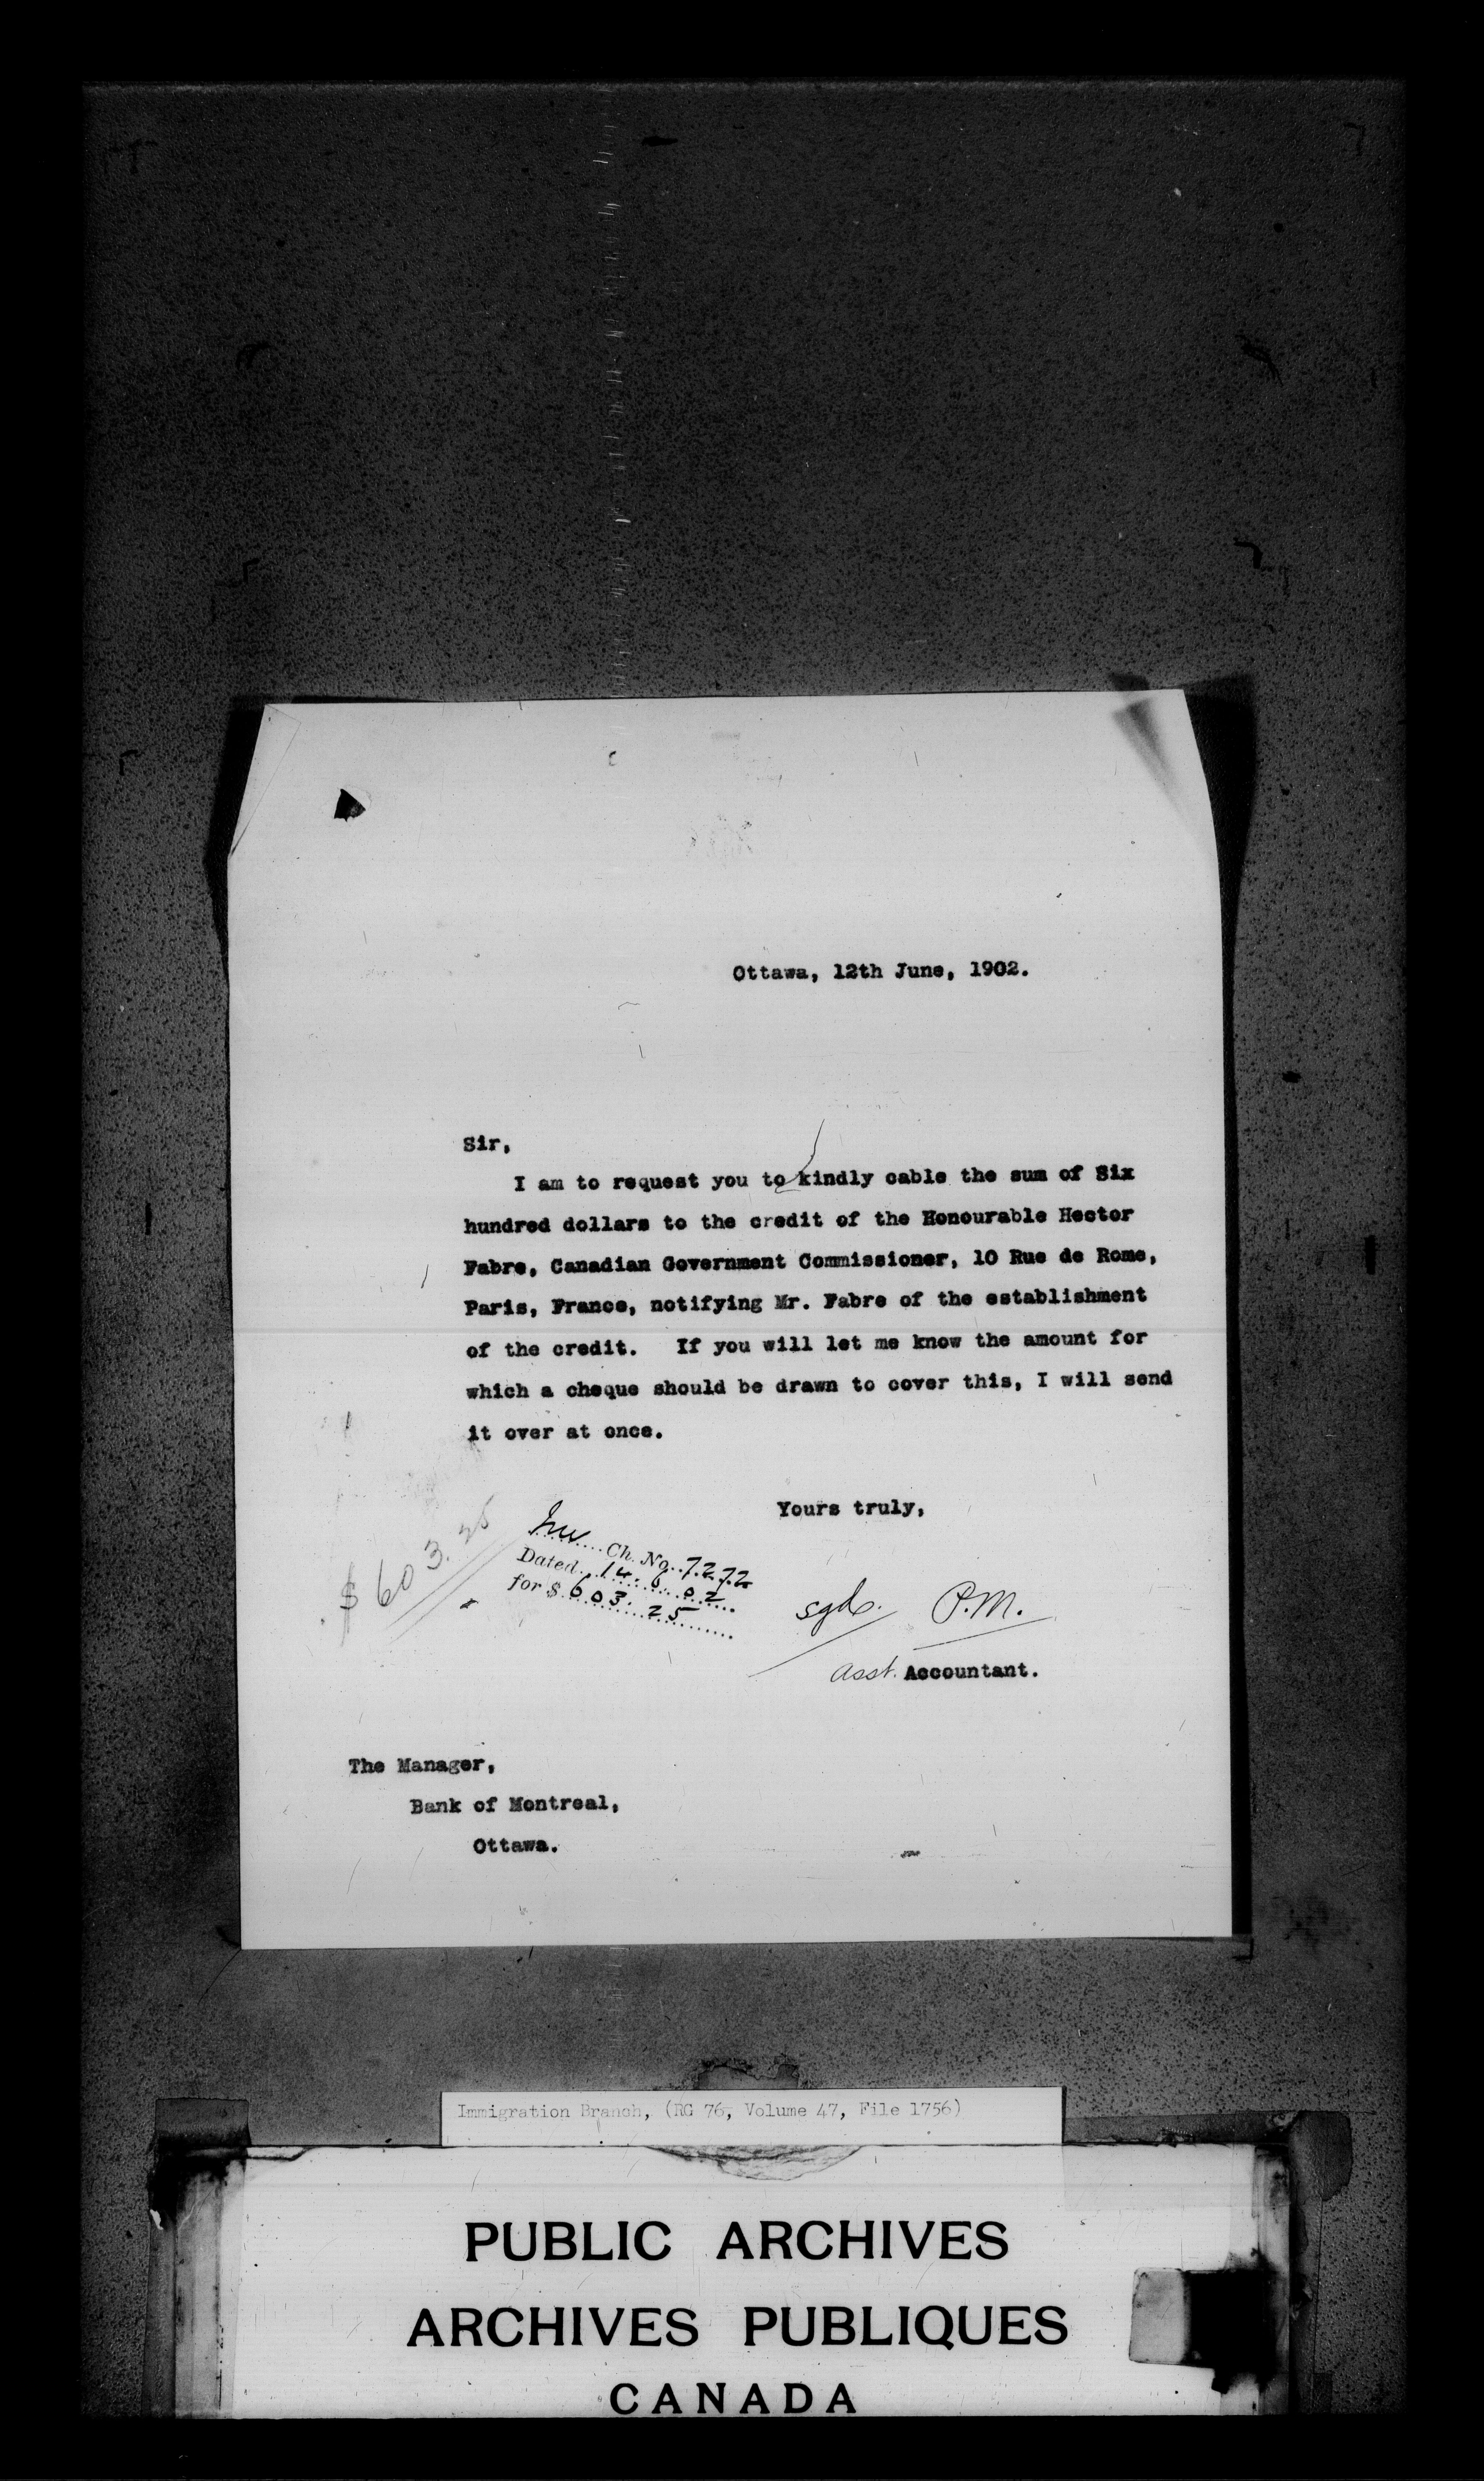 Ottawa, 12th June, 1902.
Sir,
I am to request you to kindly cable the sum of Six
hundred dollars to the credit of the Honourable Hector
Fabre, Canadian Government Commissioner, 10 Rue de Rome,
Paris, France, notifying Mr. Fabre of the establishment
of the credit. If you will let me know the amount for
which a cheque should be drawn to cover this, I will send
it over at once.
Yours truly,
$603.25
Ch. No. 7272
Dated 14.6.02
for $ 603.25
sgd. P.M.
Asst. Accountant.
The Manager,
Bank of Montreal,
Ottawa.
Immigration Branch, (RG 76, Volume 47, File 1756)
PUBLIC ARCHIVES
ARCHIVES PUBLIQUES
CANADA